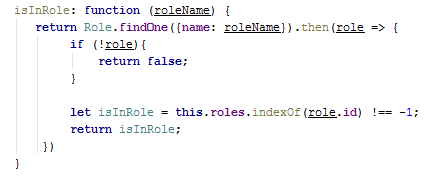 isInRole: function (roleName) {
return Role.findOne({name: roleName}).then(role => {
if (!role){
return false;
}
let isInRole = this.roles.indexOf(role.id) !== -1;
return isInRole;
})
}